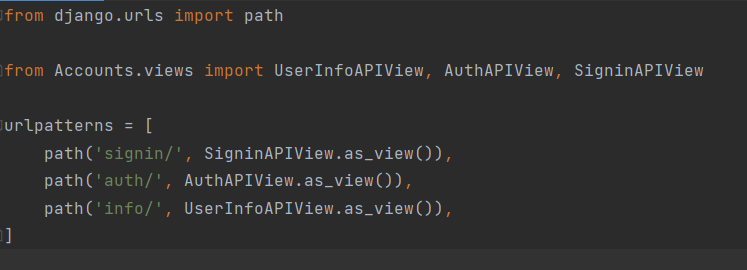 from django.urls import path
from Accounts.views import UserInfoAPIView, AuthAPIView, SigninAPIView
urlpatterns = [
    path('signin/', SigninAPIView.as_view()),
    path('auth/', AuthAPIView.as_view()),
    path('info/', UserInfoAPIView.as_view()),
]